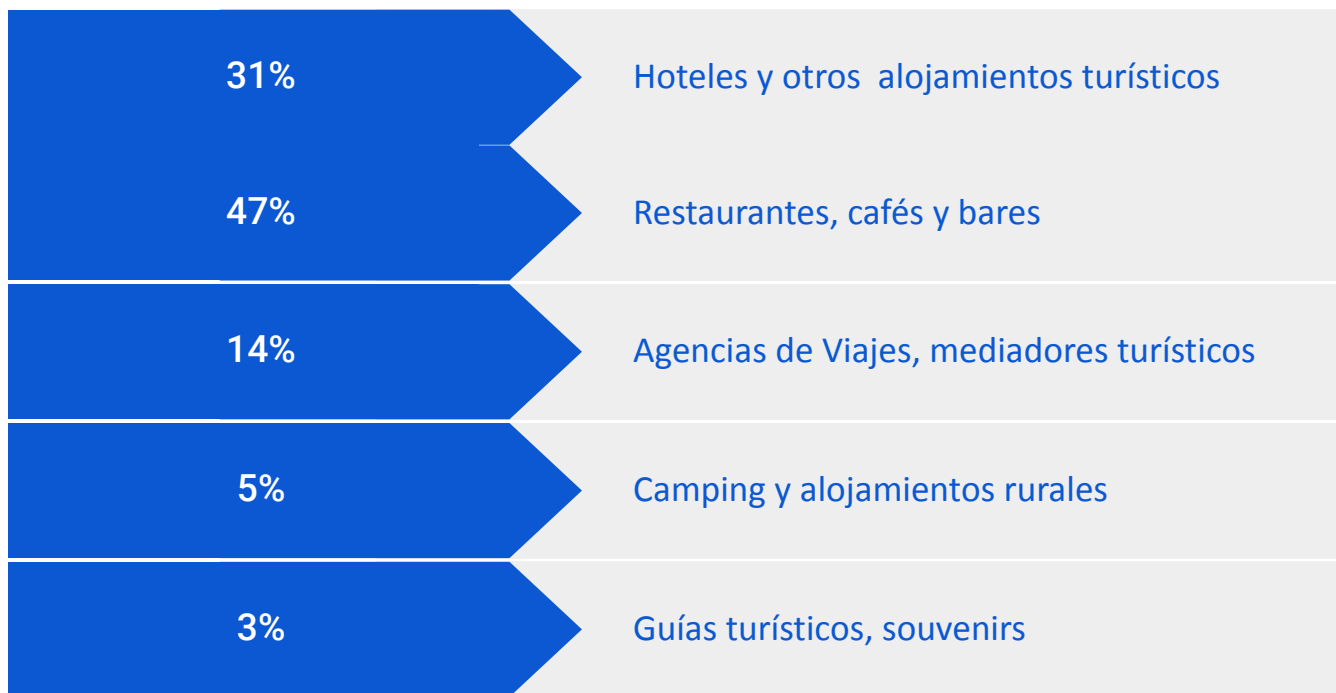 31%
Hoteles y otros  alojamientos turísticos
47%
Restaurantes, cafés y bares
14%
Agencias de Viajes, mediadores turísticos
5%
Camping y alojamientos rurales
3%
Guías turísticos, souvenirs